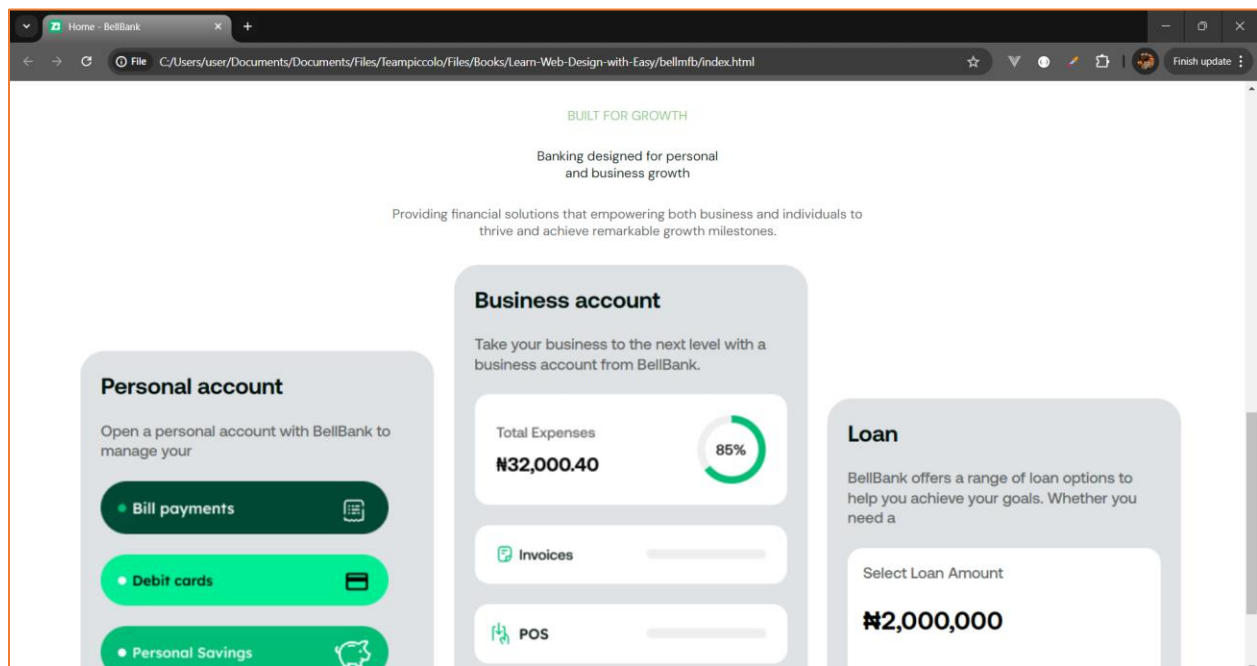 Home - BellBank
File C:/Users/user/Documents/Documents/Files/Teampiccolo/Files/Books/Learn-Web-Design-with-Easy/bellmfb/index.html
Finish update
BUILT FOR GROWTH
Banking designed for personal
and business growth
Providing financial solutions that empowering both business and individuals to
thrive and achieve remarkable growth milestones.
Personal account
Open a personal account with BellBank to
manage your
Bill payments
Debit cards
Personal Savings
Business account
Take your business to the next level with a
business account from BellBank.
Total Expenses
₦32,000.40
85%
Invoices
POS
Loan
BellBank offers a range of loan options to
help you achieve your goals. Whether you
need a
Select Loan Amount
₦2,000,000